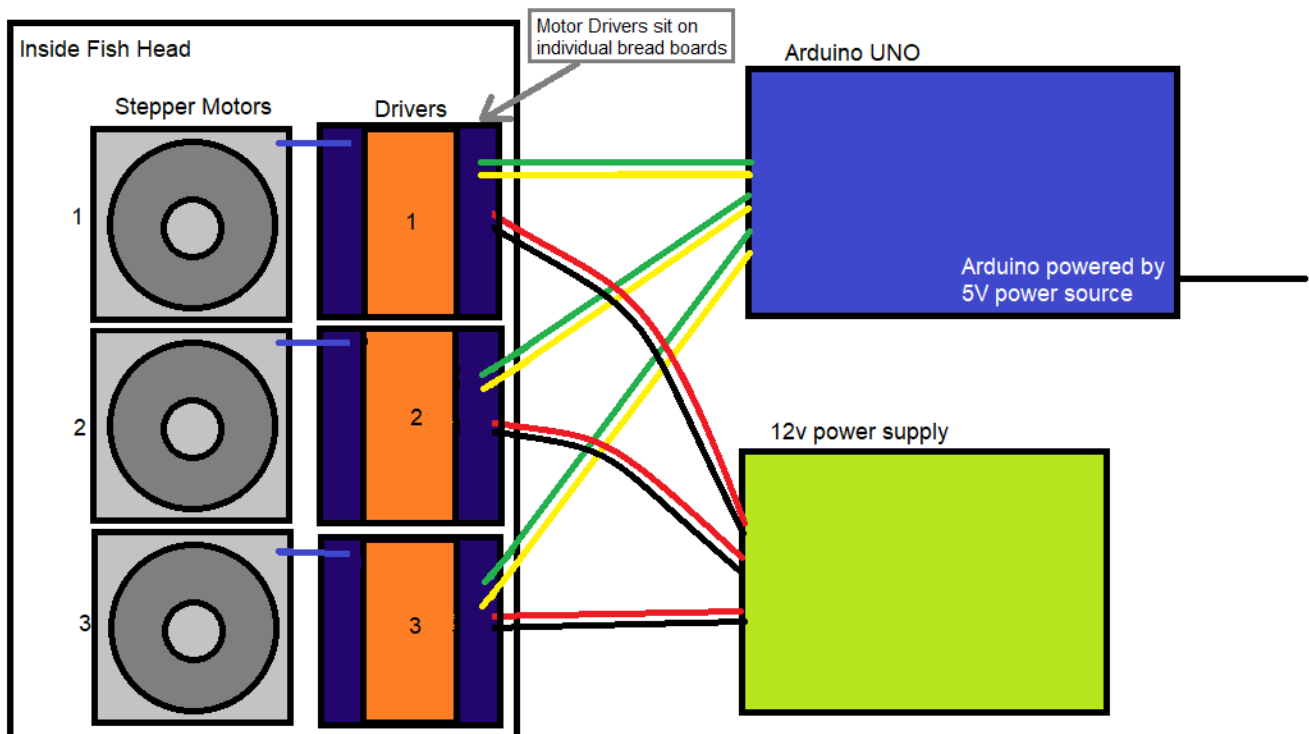 Inside Fish Head
Motor Drivers sit on
individual bread boards
Arduino UNO
Stepper Motors
Drivers
1
1
Arduino powered by
5V power source
2
2
12v power supply
3
3